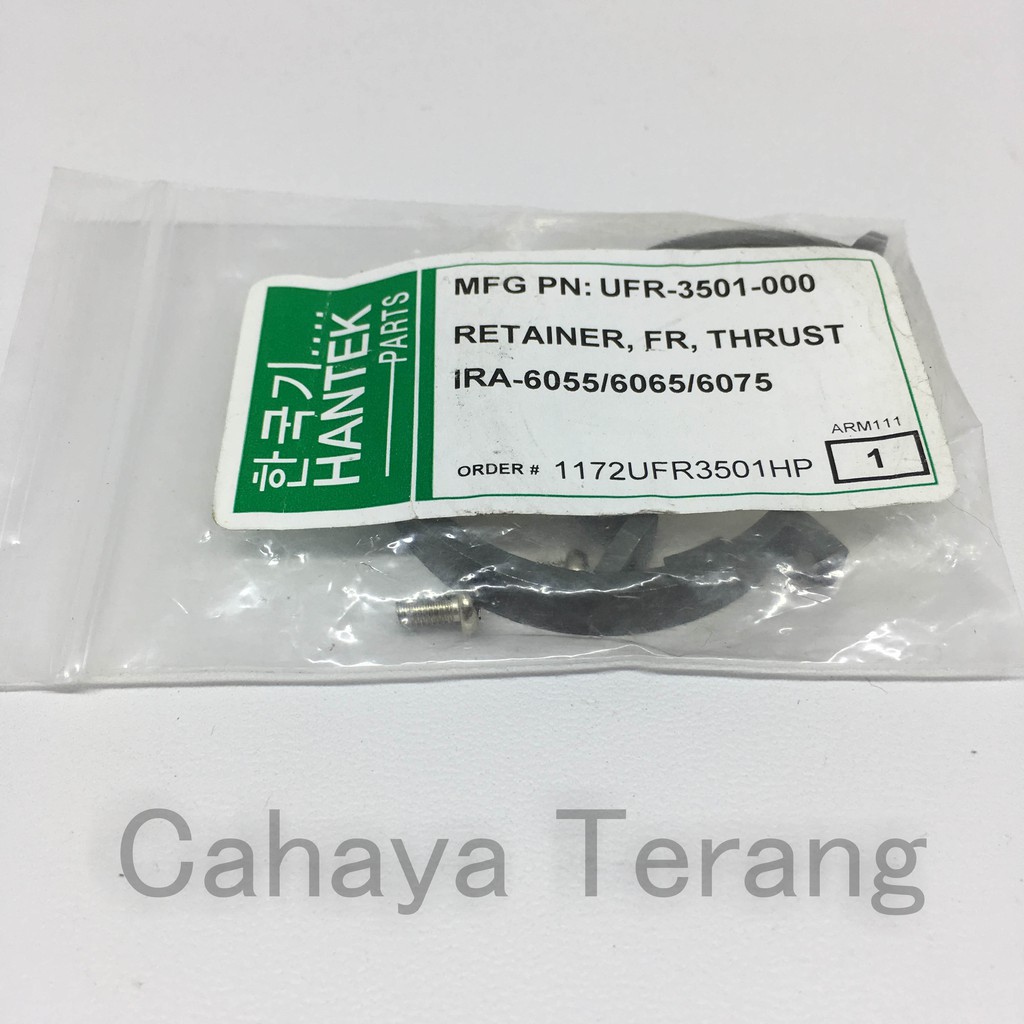 한국기....
HANTEK
PARTS
MFG PN: UFR-3501-000
RETAINER, FR, THRUST
IRA-6055/6065/6075
ARM111
ORDER # 1172UFR3501HP
1
Cahaya Terang